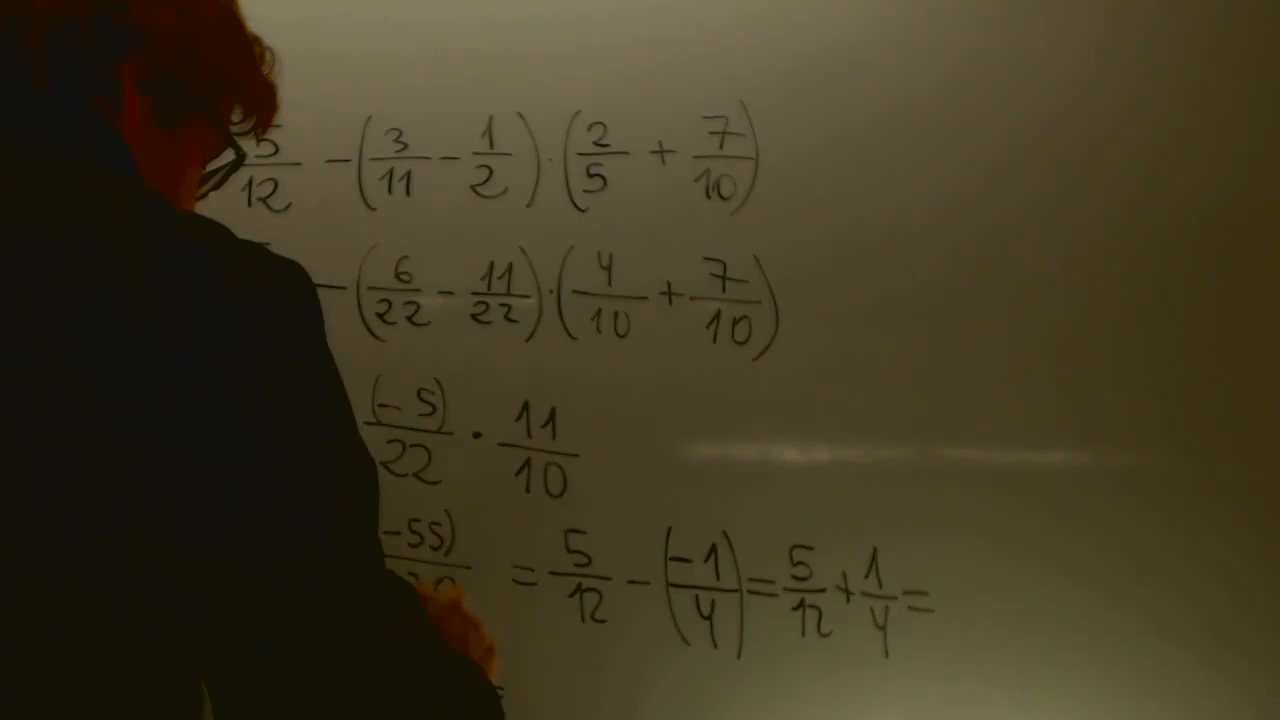 5/12 - (3/11 - 1/2) · (2/5 + 7/10)
- (6/22 - 11/22) · (4/10 + 7/10)
(-5)/22 · 11/10
-55) = 5/12 - (-1/4) = 5/12 + 1/4 =